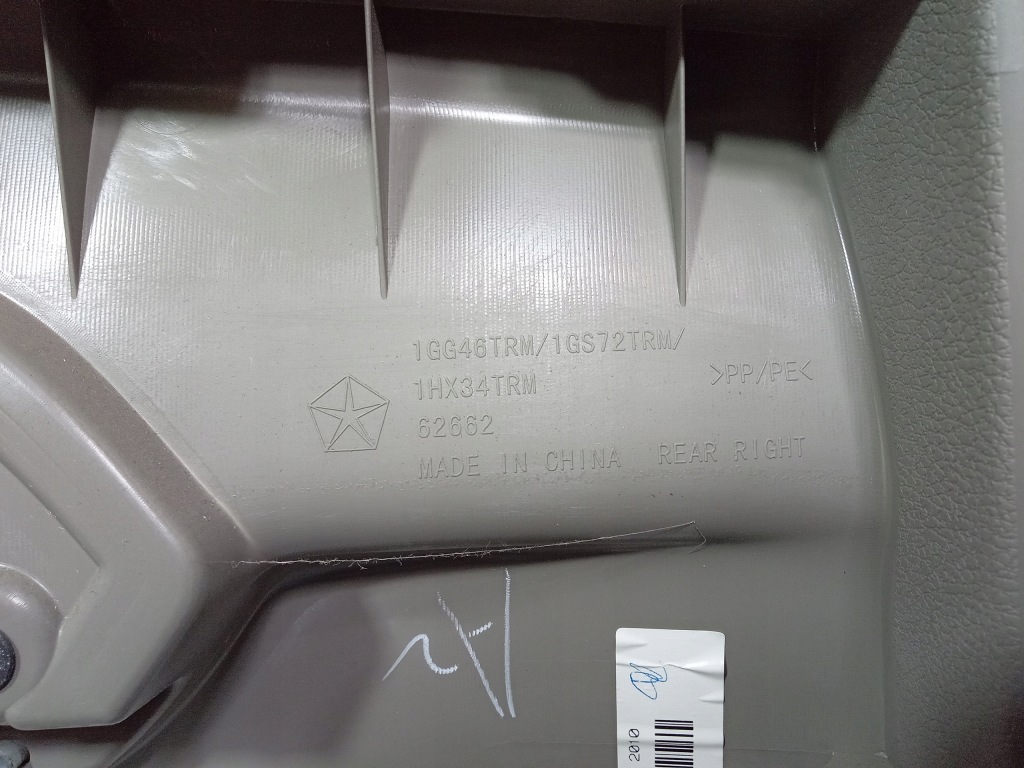 1GG46TRM/1GS72TRM/
1HX34TRM
>PP/PE<
62662
MADE IN CHINA REAR RIGHT
2010